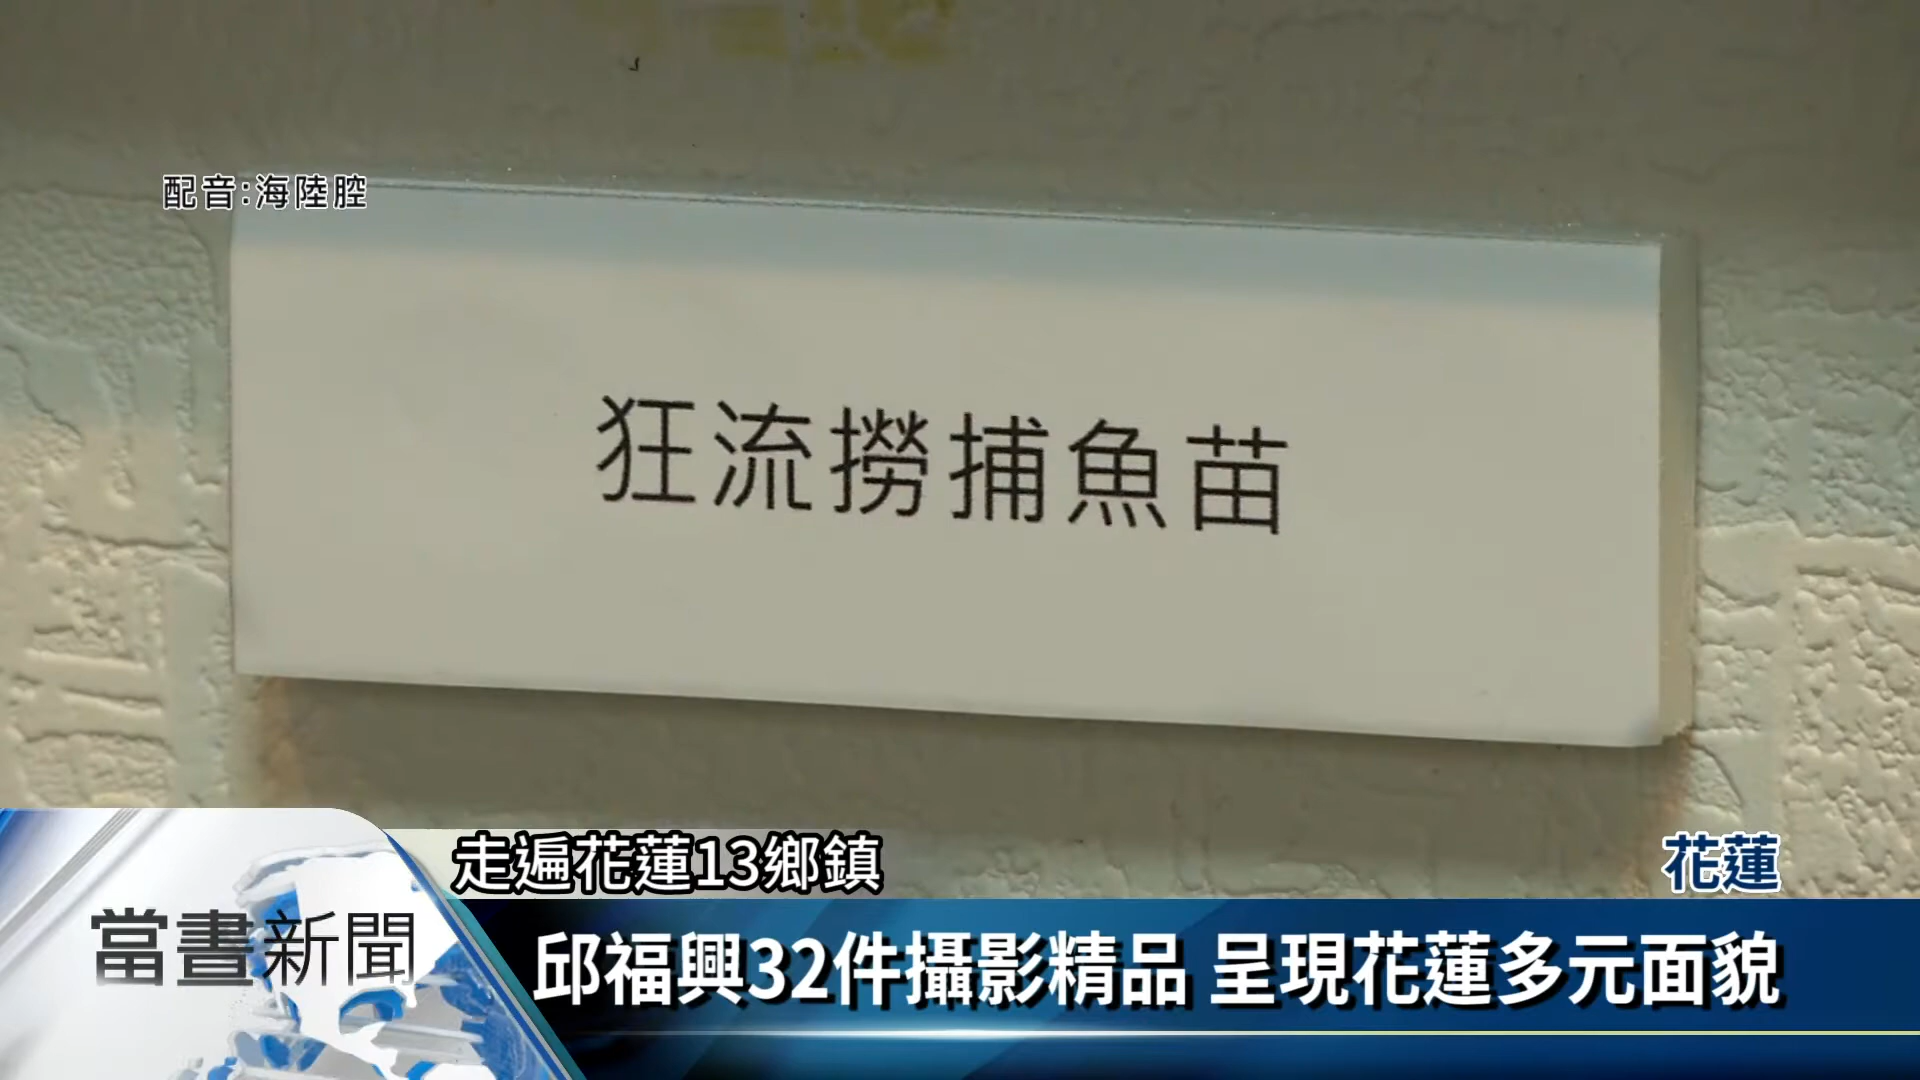 配音:海陸腔
狂流撈捕魚苗
走遍花蓮13鄉鎮
花蓮
當晝新聞
邱福興32件攝影精品 呈現花蓮多元面貌